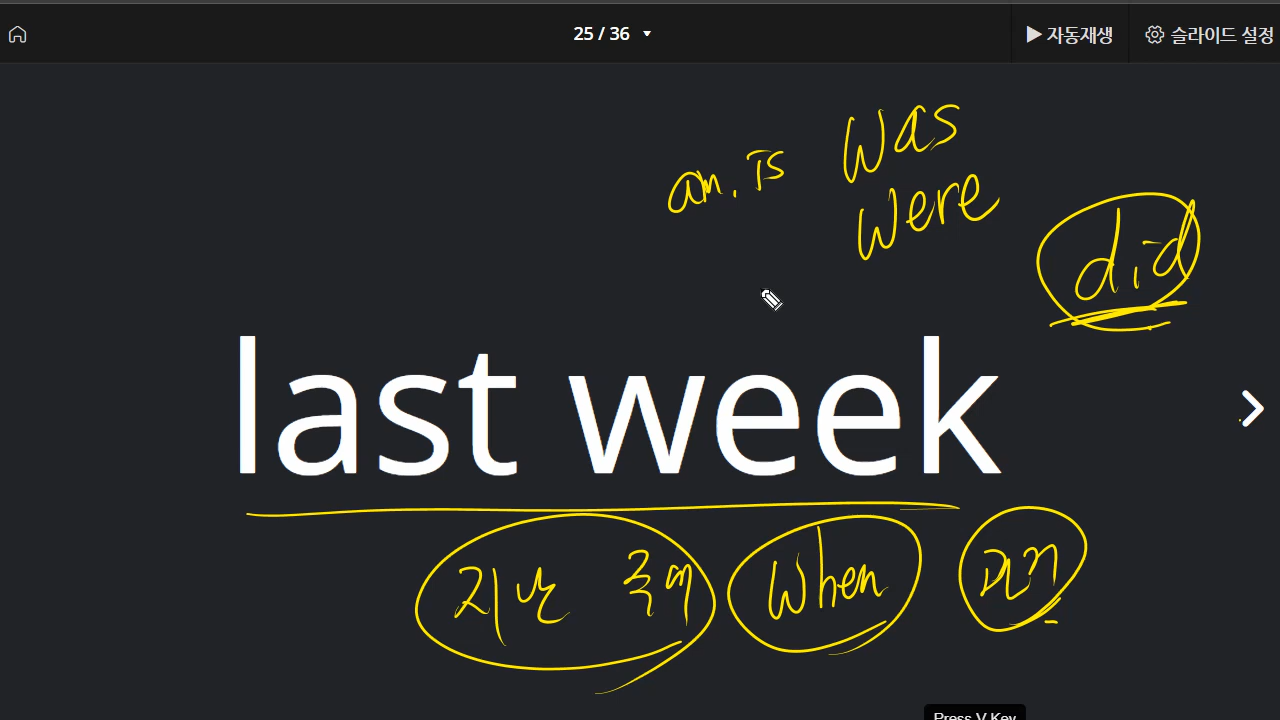 25 / 36
자동재생
슬라이드 설정
am. is
Was
Were
did
last week
지난 주에
When
과거
Press V Key